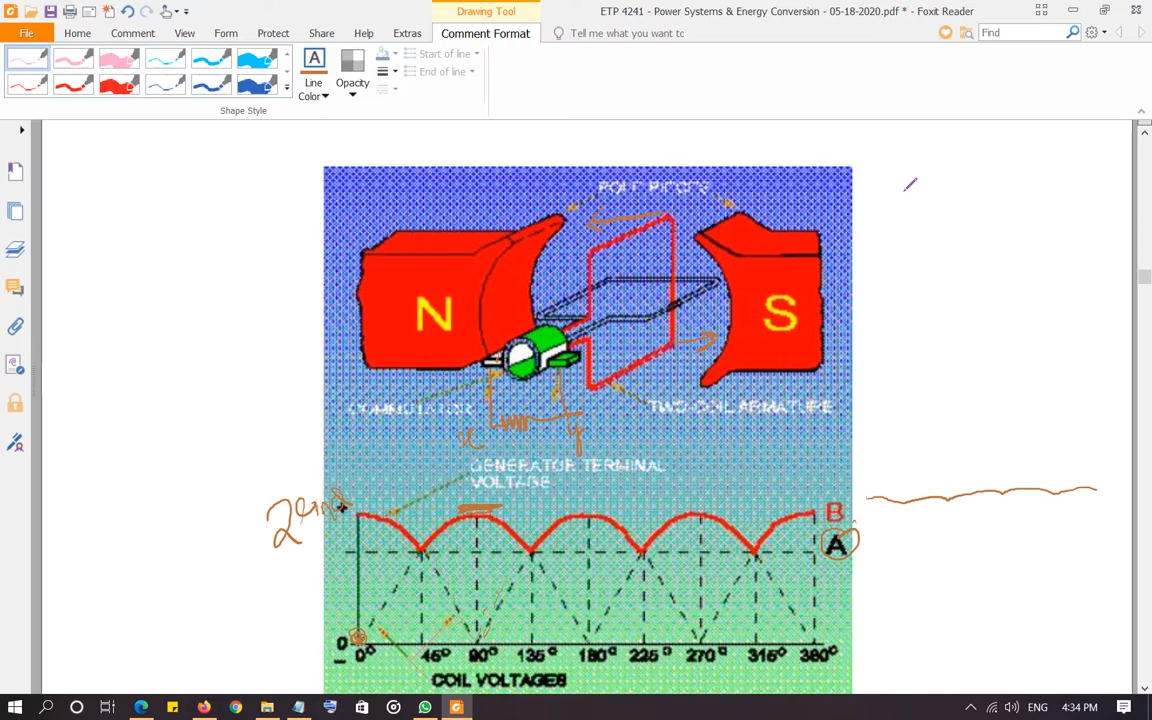 Drawing Tool
ETP 4241 - Power Systems & Energy Conversion - 05-18-2020.pdf * - Foxit Reader
File Home Comment View Form Protect Share Help Extras Comment Format Tell me what you want to Find
Line Color
Opacity
Start of line
End of line
Shape Style
POLE PIECES
N
S
COMMUTATOR
TWO-COIL ARMATURE
x
y
GENERATOR TERMINAL
VOLTAGE
B
A
0
0° 45° 90° 135° 180° 225° 270° 315° 360°
COIL VOLTAGES
ENG 4:34 PM